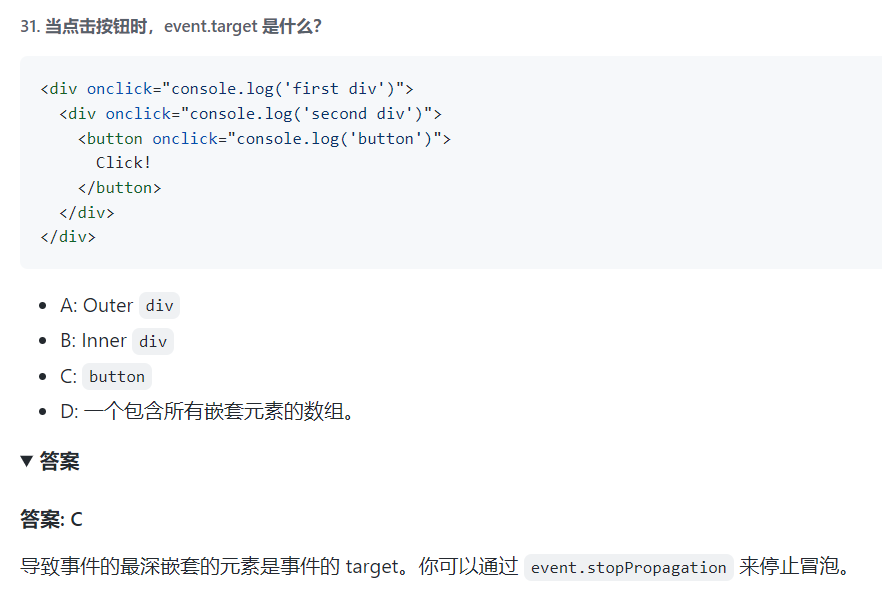 31. 当点击按钮时，event.target 是什么？
<div onclick="console.log('first div')">
  <div onclick="console.log('second div')">
    <button onclick="console.log('button')">
      Click!
    </button>
  </div>
</div>
A: Outer div
B: Inner div
C: button
D: 一个包含所有嵌套元素的数组。
▼ 答案
答案: C
导致事件的最深嵌套的元素是事件的 target。你可以通过 event.stopPropagation 来停止冒泡。